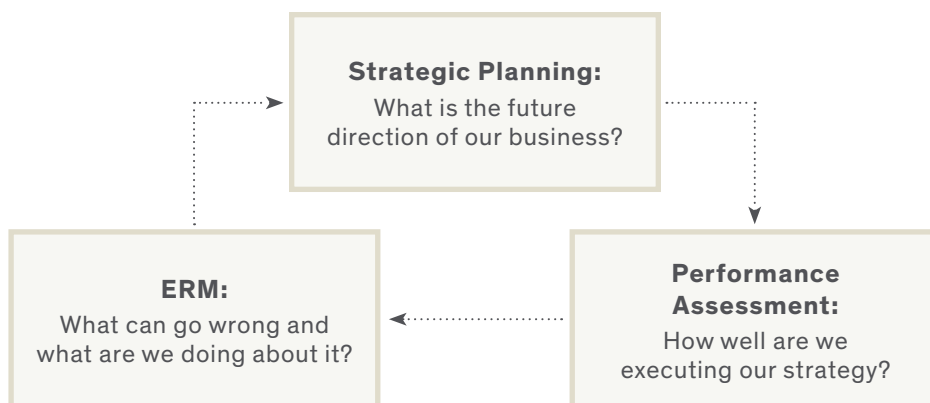 Strategic Planning:
What is the future
direction of our business?
ERM:
What can go wrong and
what are we doing about it?
Performance
Assessment:
How well are we
executing our strategy?